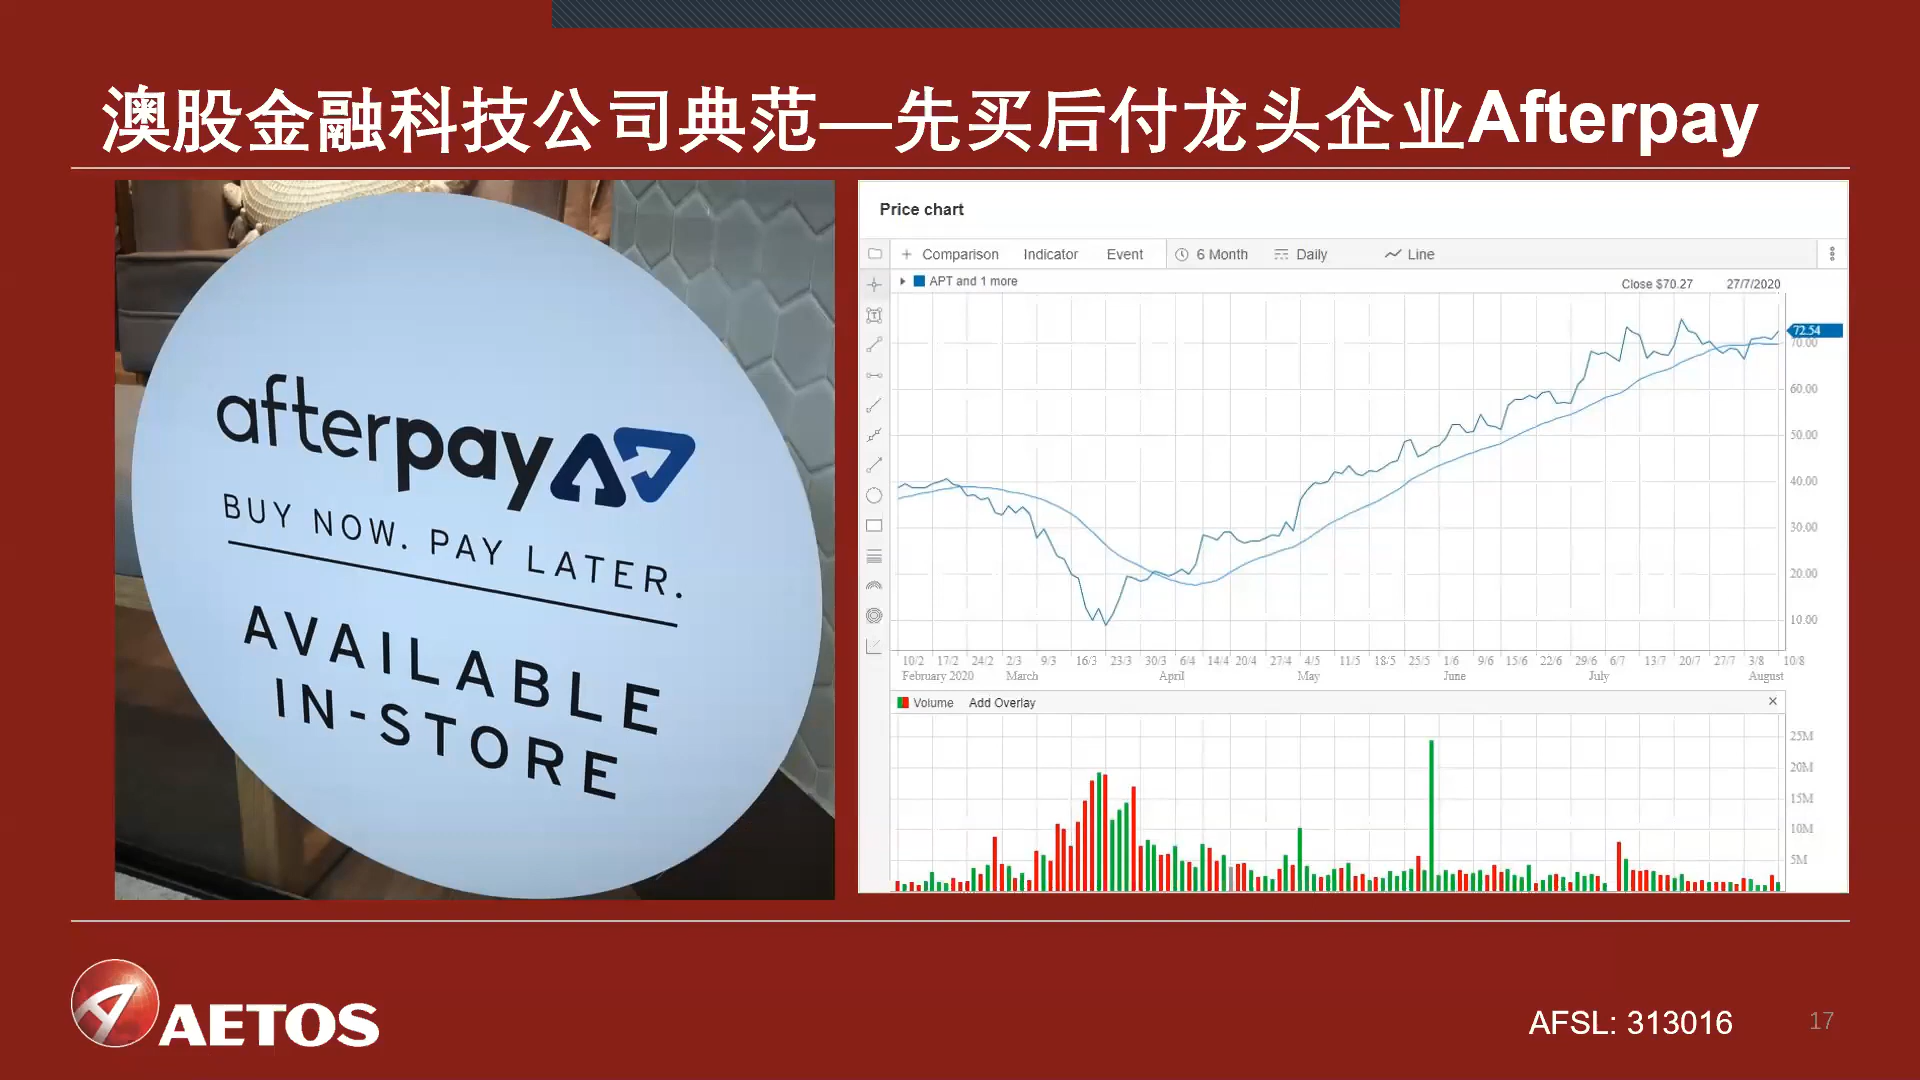 澳股金融科技公司典范—先买后付龙头企业Afterpay
afterpay
BUY NOW. PAY LATER.
AVAILABLE
IN-STORE
Price chart
+ Comparison Indicator Event 6 Month Daily Line
APT and 1 more
Close $70.27 27/7/2020
72.54
70.00
60.00
50.00
40.00
30.00
20.00
10.00
10/2 17/2 24/2 2/3 9/3 16/3 23/3 30/3 6/4 14/4 20/4 27/4 4/5 11/5 18/5 25/5 1/6 9/6 15/6 22/6 29/6 6/7 13/7 20/7 27/7 3/8 10/8
February 2020 March April May June July August
Volume Add Overlay
25M
20M
15M
10M
5M
AETOS
AFSL: 313016
17